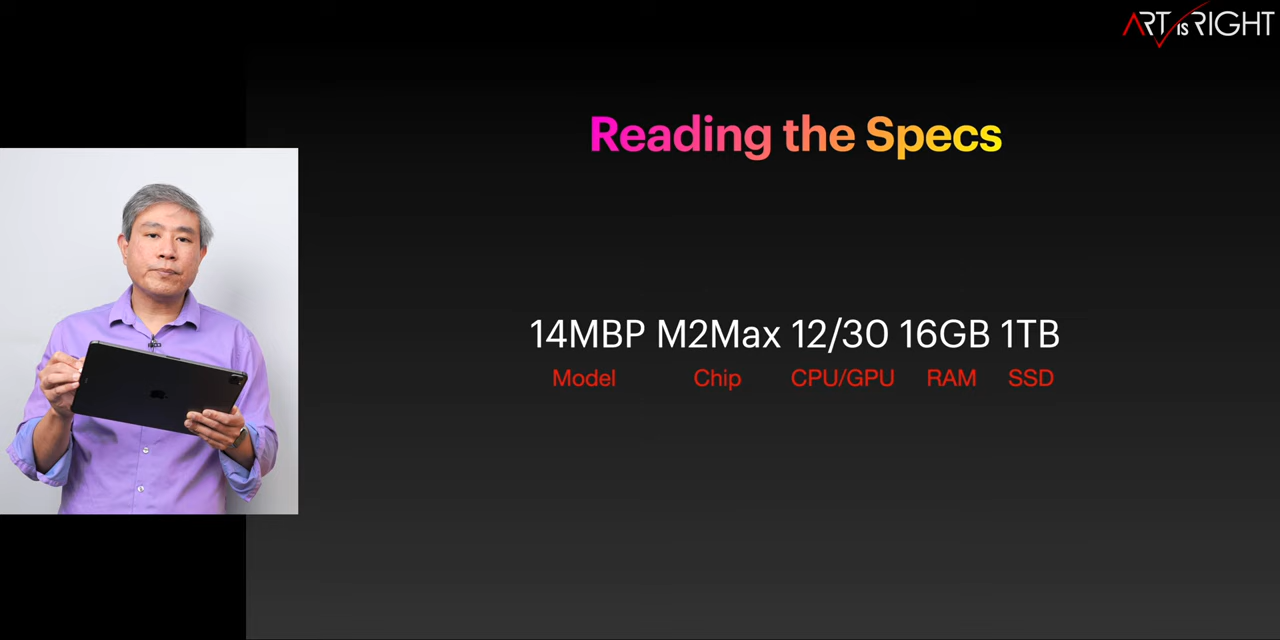 ART IS RIGHT
Reading the Specs
14MBP M2Max 12/30 16GB 1TB
Model Chip CPU/GPU RAM SSD